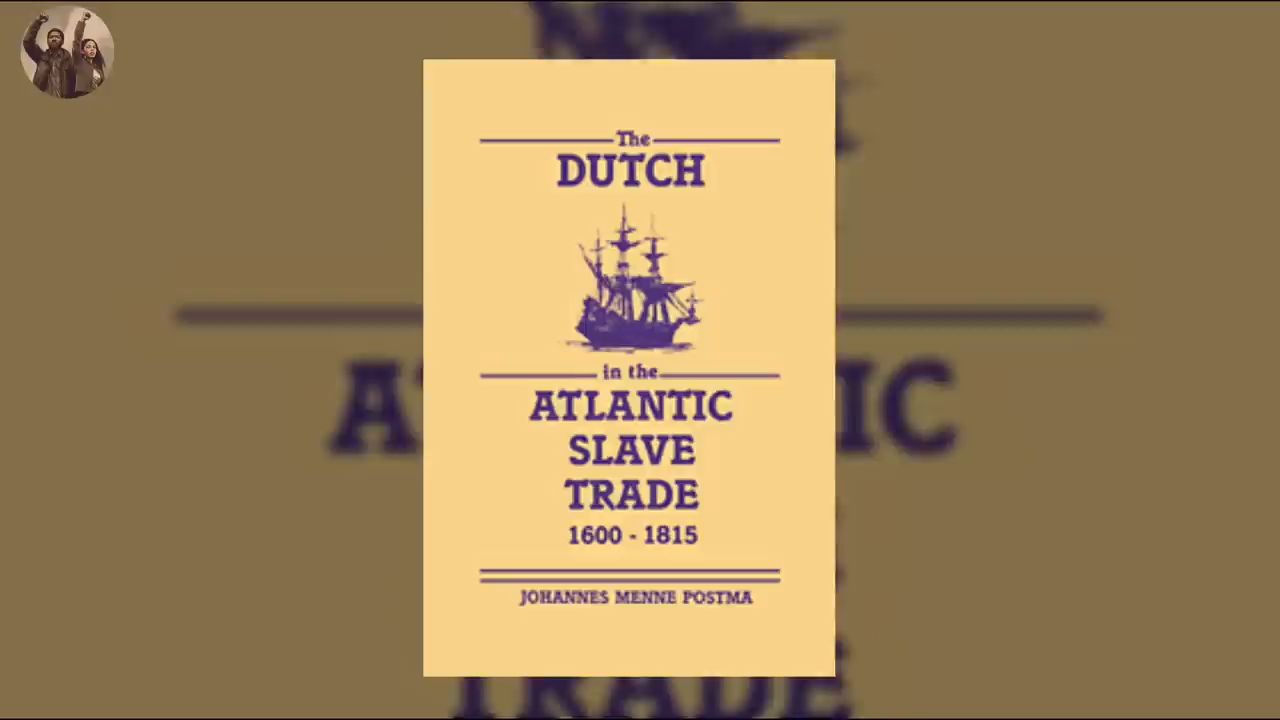 The
DUTCH
in the
ATLANTIC
SLAVE
TRADE
1600 - 1815
JOHANNES MENNE POSTMA